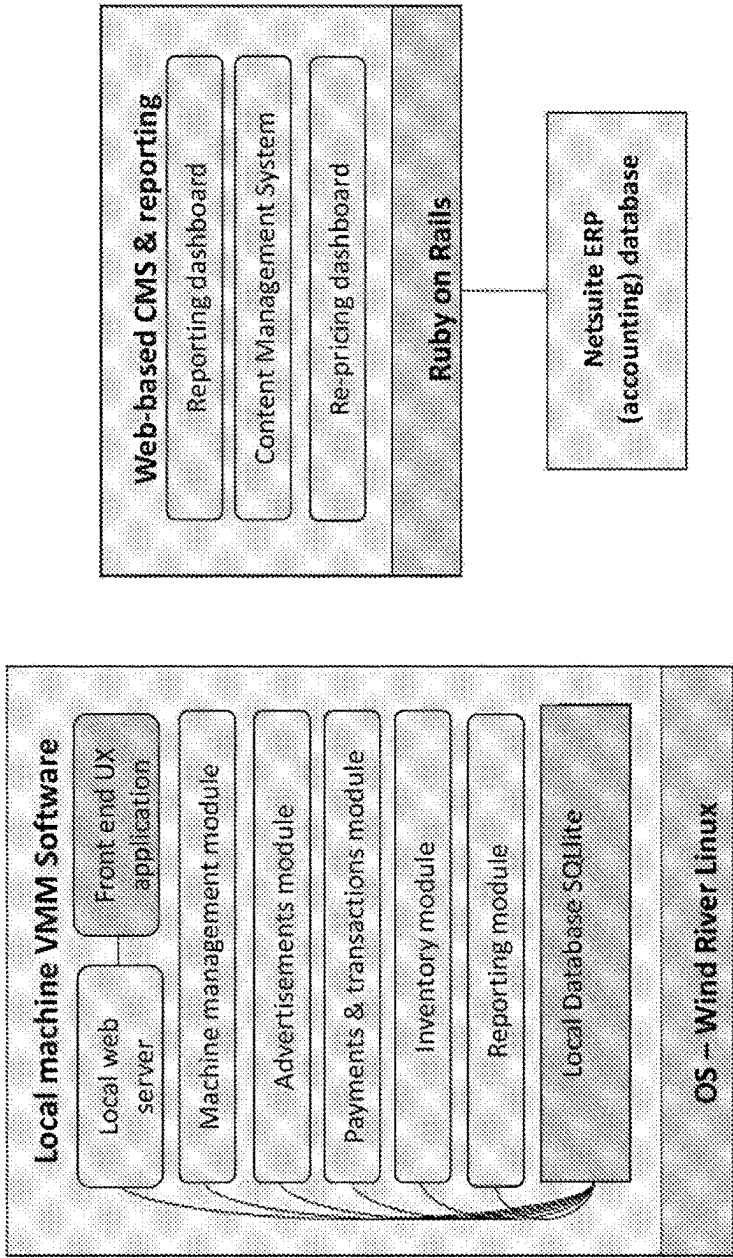 Local machine VMM Software
Local web
server
Front end UX
application
Machine management module
Advertisements module
Payments & transactions module
Inventory module
Reporting module
Local Database SQLlite
OS – Wind River Linux
Web-based CMS & reporting
Reporting dashboard
Content Management System
Re-pricing dashboard
Ruby on Rails
Netsuite ERP
(accounting) database